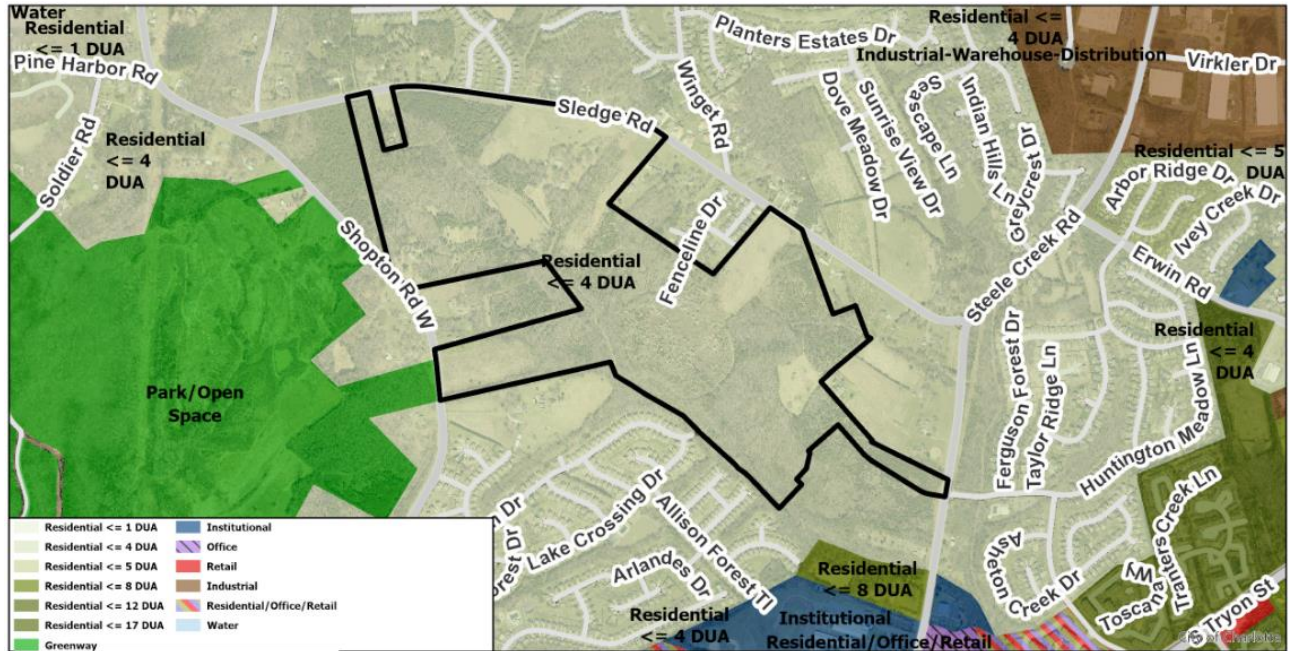 Water
Residential
<= 1 DUA
Pine Harbor Rd
Soldier Rd
Residential
<= 4
DUA
Sledge Rd
Winget Rd
Planters Estates Dr
Residential <=
4 DUA
Industrial-Warehouse-Distribution
Virkler Dr
Dove Meadow Dr
Sunrise View Dr
Seascape Ln
Indian Hills Ln
Greycrest Dr
Residential <= 5
DUA
Arbor Ridge Dr
Ivey Creek Dr
Steele Creek Rd
Erwin Rd
Shopton Rd W
Residential
<= 4 DUA
Fenceline Dr
Park/Open
Space
Residential
<= 4
DUA
Ferguson Forest Dr
Taylor Ridge Ln
Huntington Meadow Ln
Lake Crossing Dr
Allison Forest Tl
Arlandes Dr
orest Dr
n Dr
Residential
<= 8 DUA
Residential
<= 4 DUA
Institutional
Residential/Office/Retail
Asheton Creek Dr
Toscana Wy
Tranters Creek Ln
S Tryon St
City of Charlotte
Residential <= 1 DUA
Residential <= 4 DUA
Residential <= 5 DUA
Residential <= 8 DUA
Residential <= 12 DUA
Residential <= 17 DUA
Greenway
Institutional
Office
Retail
Industrial
Residential/Office/Retail
Water